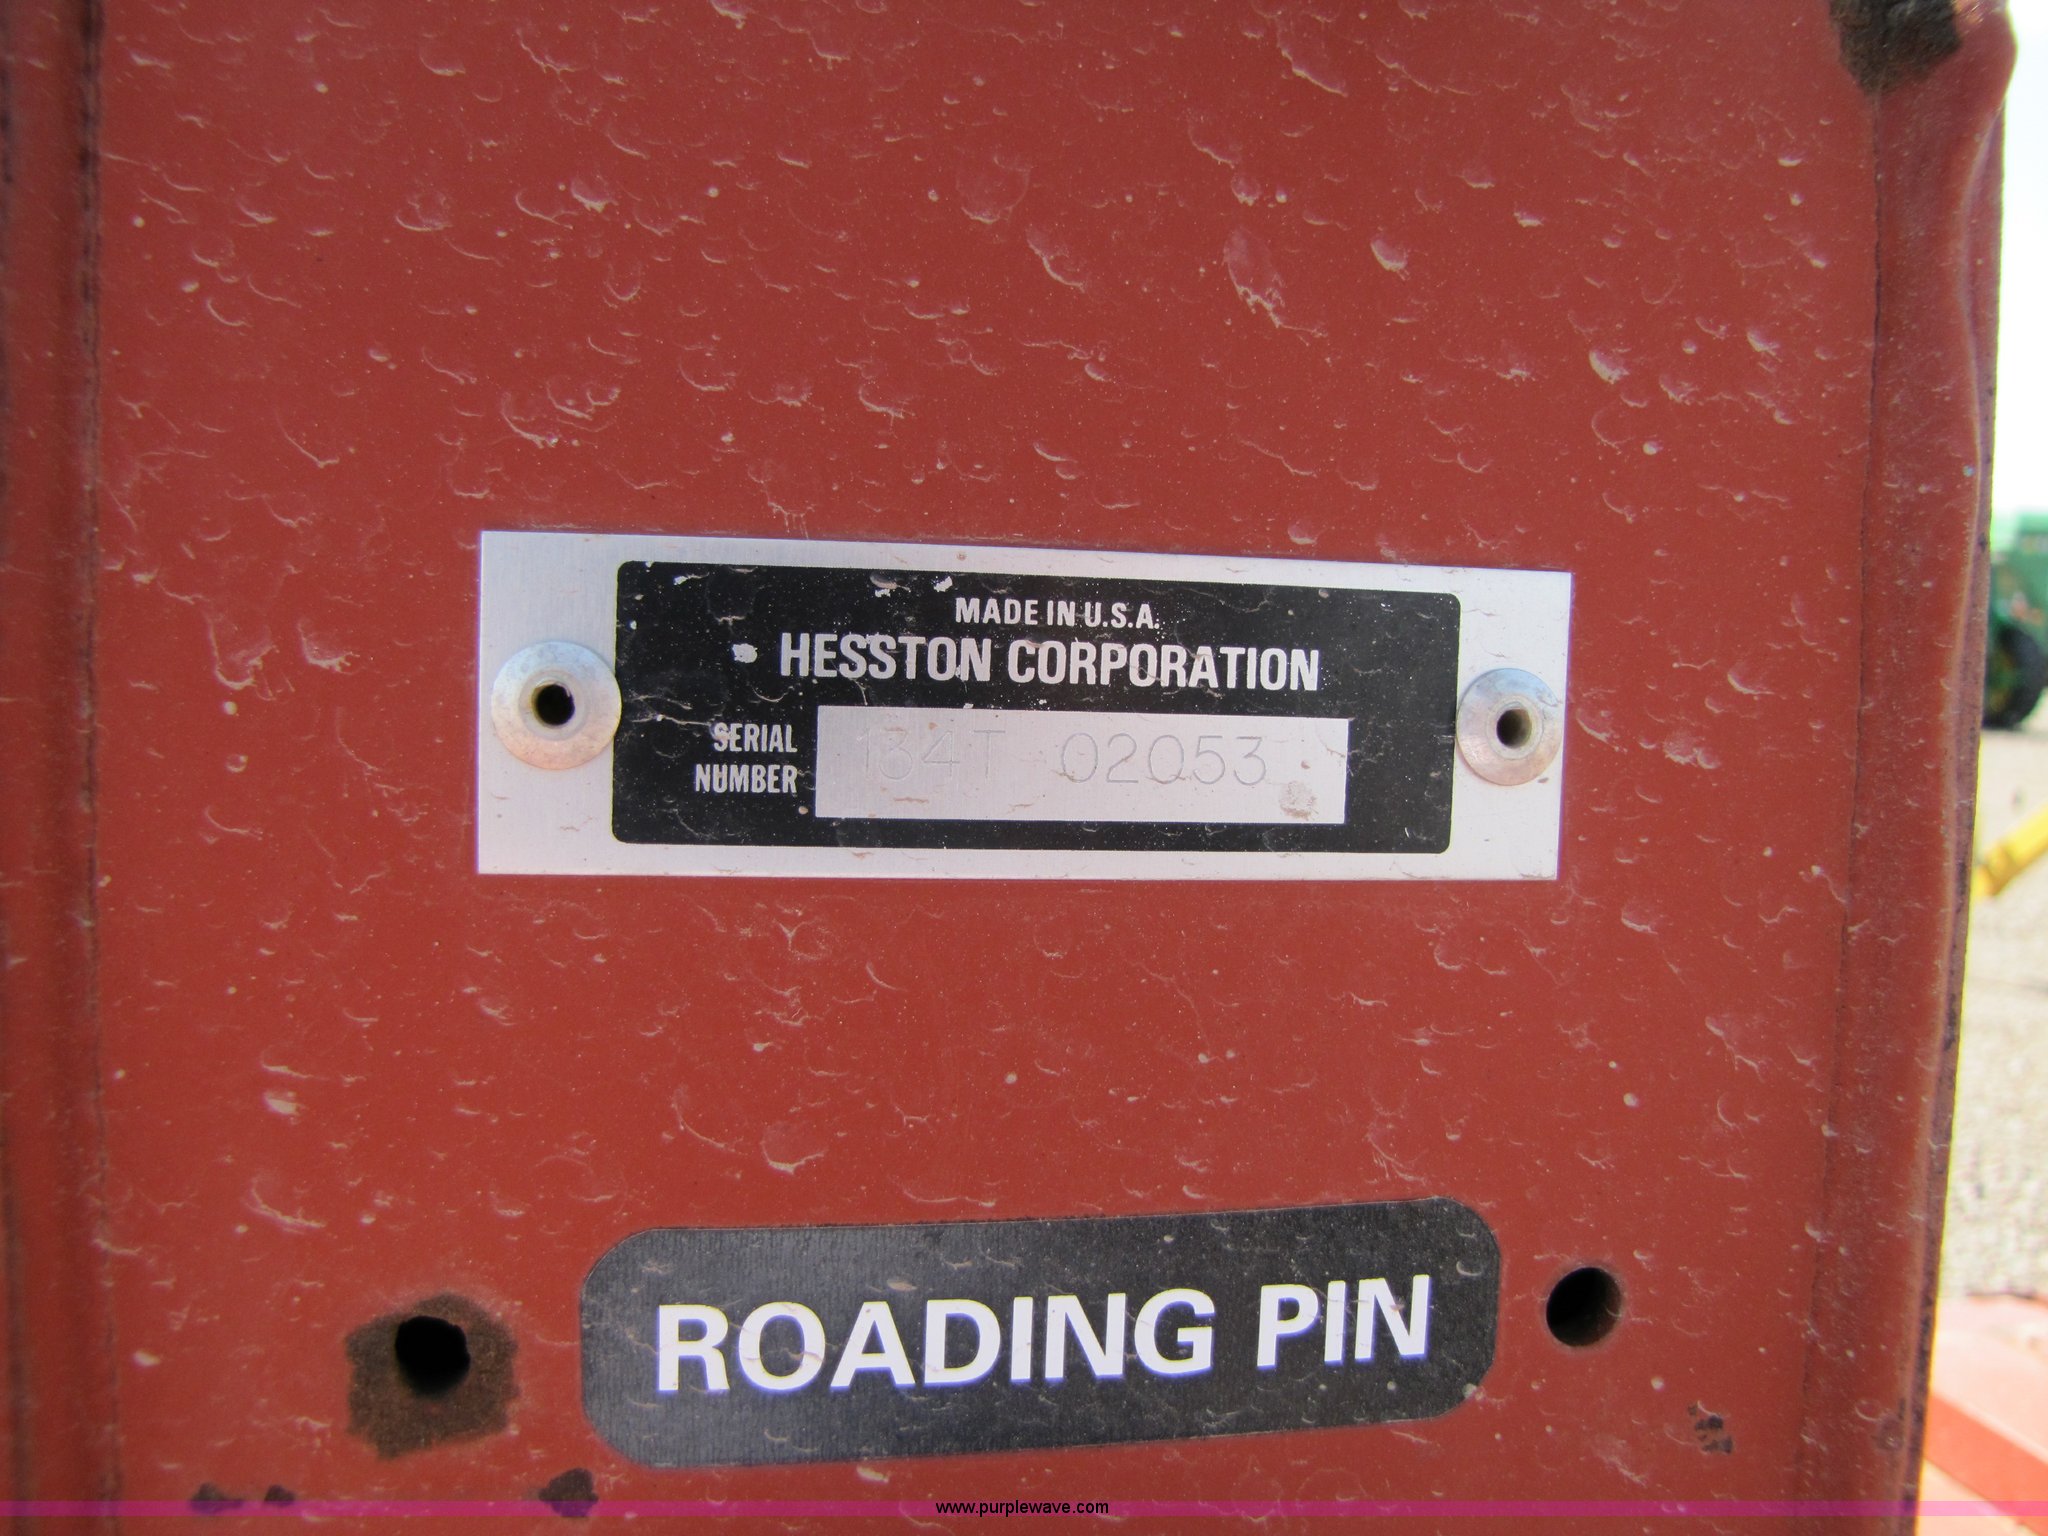 MADE IN U.S.A.
HESSTON CORPORATION
SERIAL
NUMBER
134T 02053
ROADING PIN
www.purplewave.com